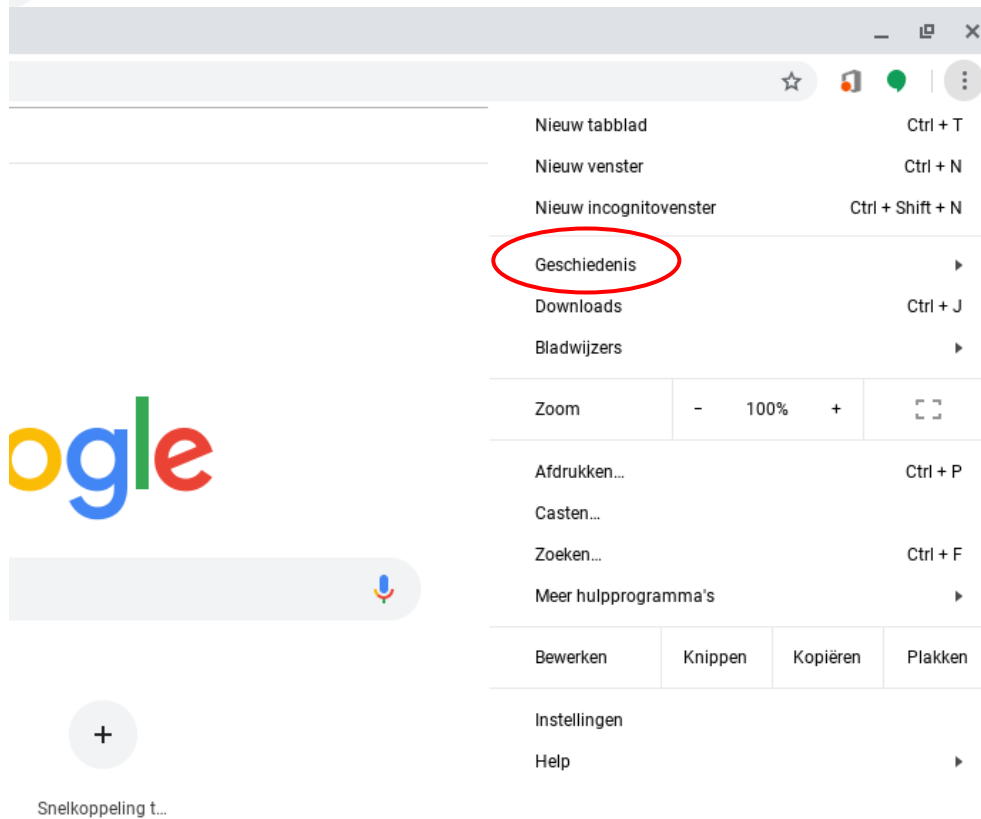 Nieuw tabblad Ctrl + T
Nieuw venster Ctrl + N
Nieuw incognitovenster Ctrl + Shift + N
Geschiedenis
Downloads Ctrl + J
Bladwijzers
Zoom - 100% +
ogle
Afdrukken... Ctrl + P
Casten...
Zoeken... Ctrl + F
Meer hulpprogramma's
Bewerken Knippen Kopiëren Plakken
Instellingen
Help
Snelkoppeling t...